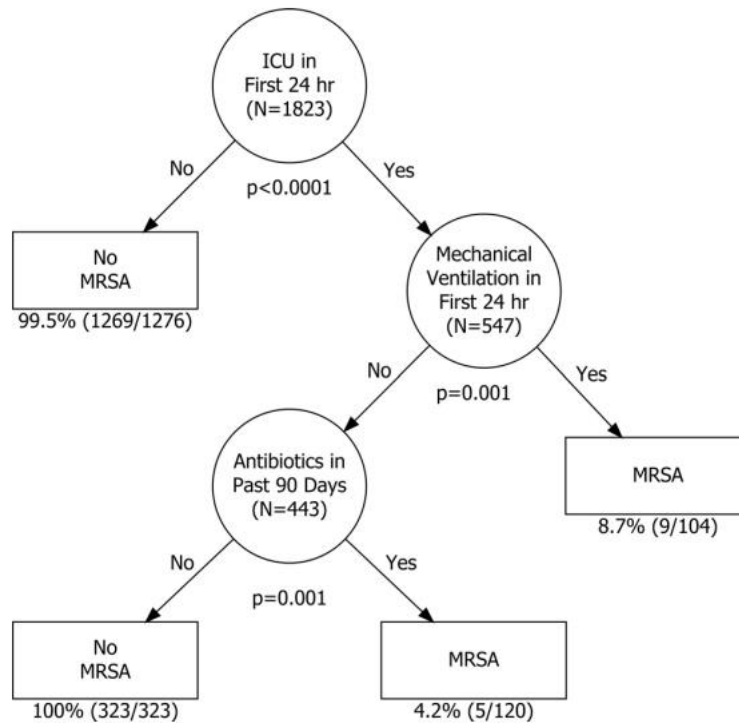 ICU in
First 24 hr
(N=1823)
No
Yes
p<0.0001
No
MRSA
99.5% (1269/1276)
Mechanical
Ventilation in
First 24 hr
(N=547)
No
Yes
p=0.001
Antibiotics in
Past 90 Days
(N=443)
MRSA
8.7% (9/104)
No
Yes
p=0.001
No
MRSA
100% (323/323)
MRSA
4.2% (5/120)